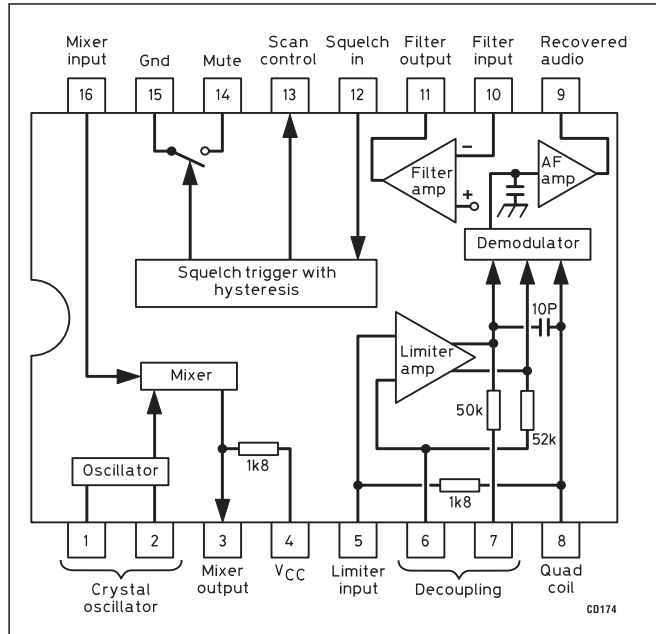 Mixer input
Gnd
Mute
Scan control
Squelch in
Filter output
Filter input
Recovered audio
16
15
14
13
12
11
10
9
−
Filter amp
+
AF amp
Demodulator
Squelch trigger with
hysteresis
10P
Limiter amp
Mixer
50k
52k
1k8
Oscillator
1k8
1
2
3
4
5
6
7
8
Crystal oscillator
Mixer output
VCC
Limiter input
Decoupling
Quad coil
CD174